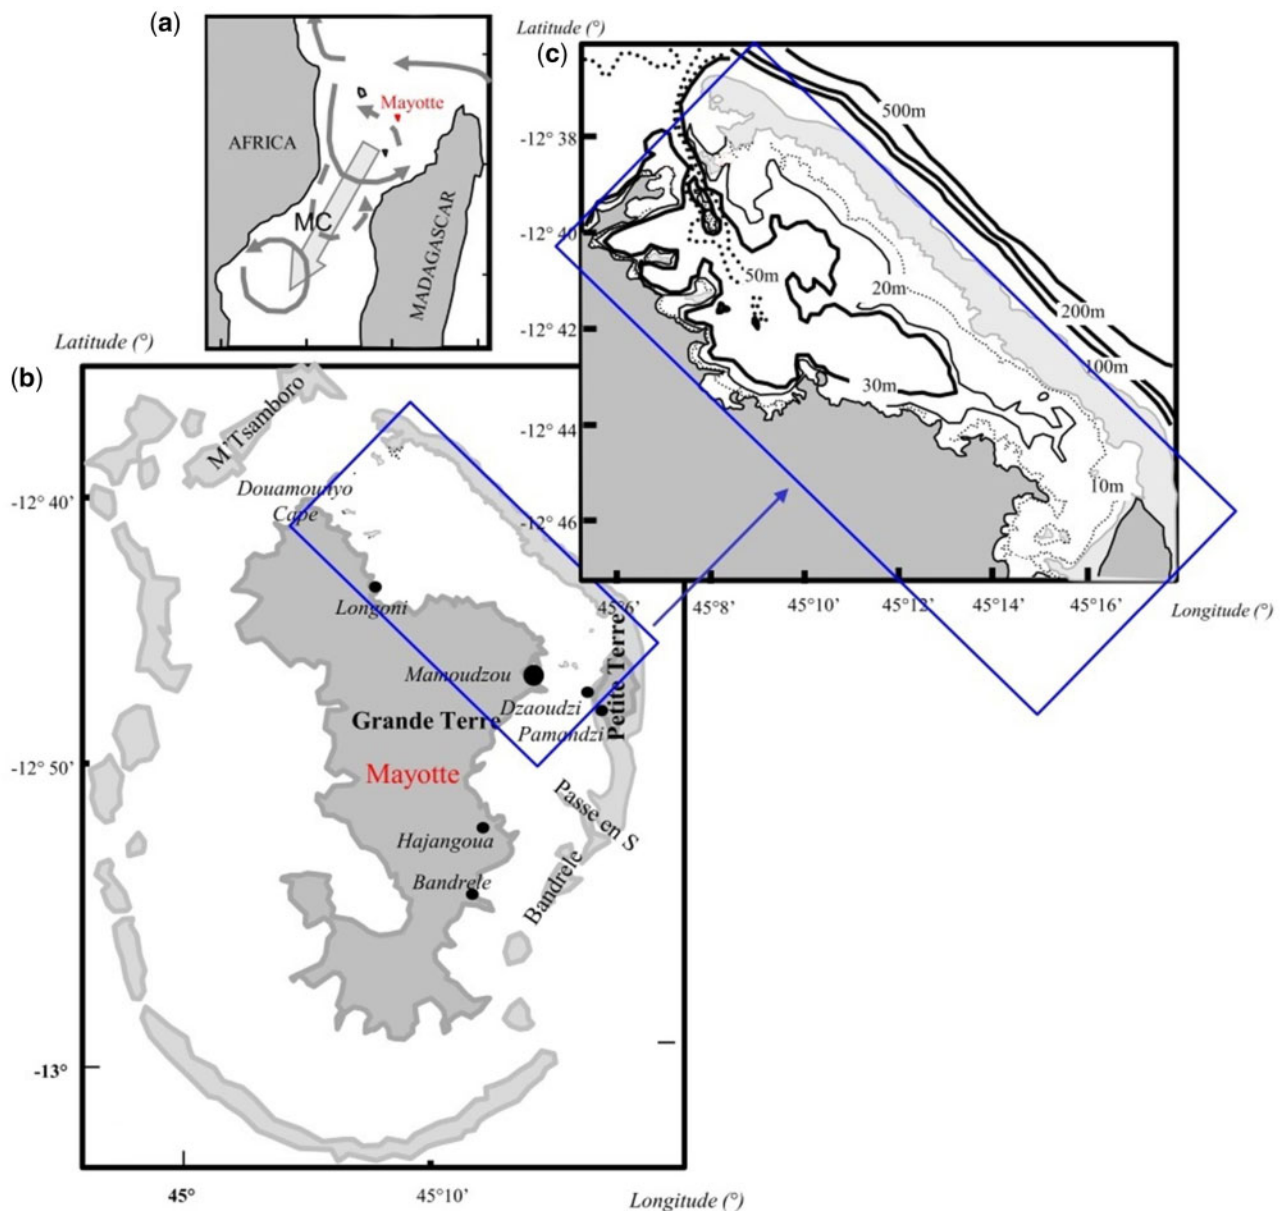 (a)
AFRICA
Mayotte
MC
MADAGASCAR
Latitude (°)
(c)
-12° 38
-12° 40
-12° 42
-12° 44
-12° 46
500m
200m
100m
50m
20m
30m
10m
45°6'
45°8'
45°10'
45°12'
45°14'
45°16'
Longitude (°)
Latitude (°)
(b)
-12° 40'
-12° 50'
-13°
M'Tsamboro
Douamounyo
Cape
Longoni
Mamoudzou
Grande Terre
Dzaoudzi
Pamandzi
Petite Terre
Mayotte
Passe en S
Hajangoua
Bandrele
Bandrele
45°
45°10'
Longitude (°)